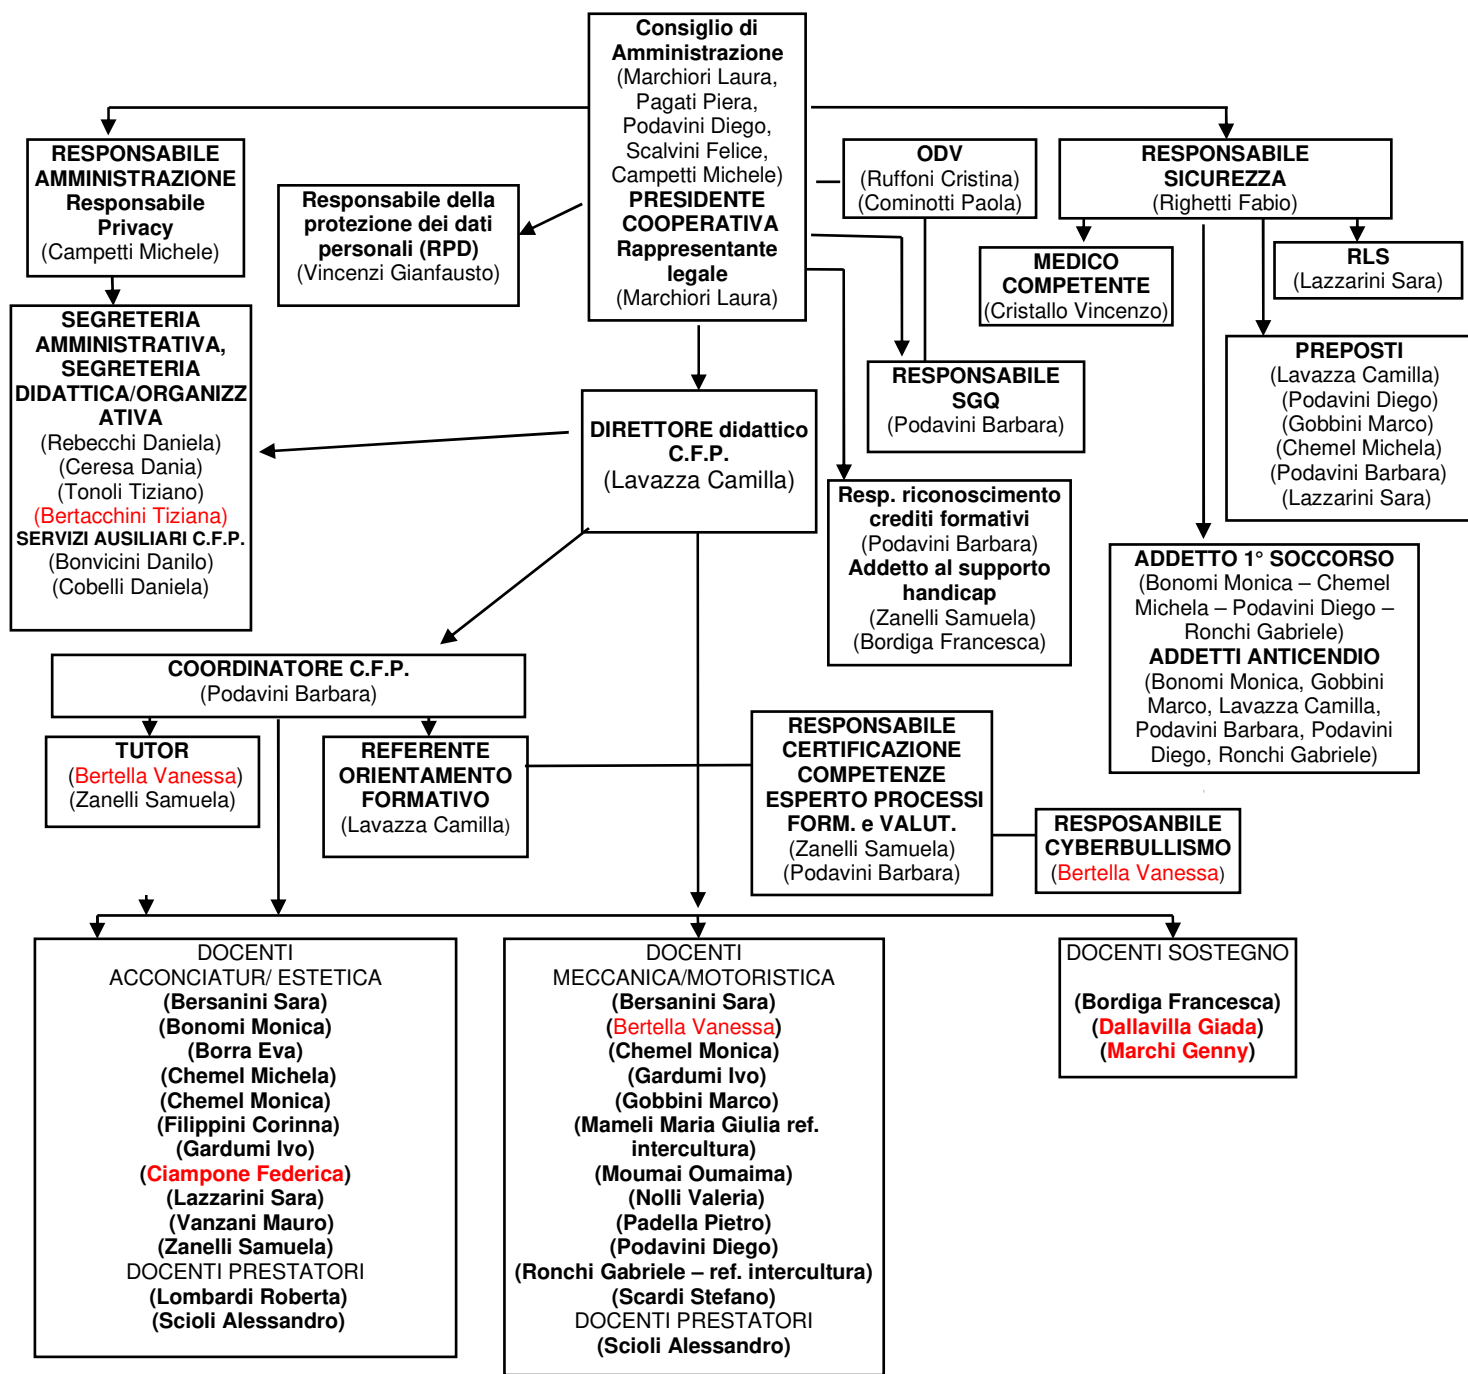 Consiglio di
Amministrazione
(Marchiori Laura,
Pagati Piera,
Podavini Diego,
Scalvini Felice,
Campetti Michele)
PRESIDENTE
COOPERATIVA
Rappresentante
legale
(Marchiori Laura)
RESPONSABILE
AMMINISTRAZIONE
Responsabile
Privacy
(Campetti Michele)
Responsabile della
protezione dei dati
personali (RPD)
(Vincenzi Gianfausto)
ODV
(Ruffoni Cristina)
(Cominotti Paola)
RESPONSABILE
SICUREZZA
(Righetti Fabio)
MEDICO
COMPETENTE
(Cristallo Vincenzo)
RLS
(Lazzarini Sara)
SEGRETERIA
AMMINISTRATIVA,
SEGRETERIA
DIDATTICA/ORGANIZZ
ATIVA
(Rebecchi Daniela)
(Ceresa Dania)
(Tonoli Tiziano)
(Bertacchini Tiziana)
SERVIZI AUSILIARI C.F.P.
(Bonvicini Danilo)
(Cobelli Daniela)
DIRETTORE didattico
C.F.P.
(Lavazza Camilla)
RESPONSABILE
SGQ
(Podavini Barbara)
PREPOSTI
(Lavazza Camilla)
(Podavini Diego)
(Gobbini Marco)
(Chemel Michela)
(Podavini Barbara)
(Lazzarini Sara)
Resp. riconoscimento
crediti formativi
(Podavini Barbara)
Addetto al supporto
handicap
(Zanelli Samuela)
(Bordiga Francesca)
ADDETTO 1° SOCCORSO
(Bonomi Monica – Chemel
Michela – Podavini Diego –
Ronchi Gabriele)
ADDETTI ANTICENDIO
(Bonomi Monica, Gobbini
Marco, Lavazza Camilla,
Podavini Barbara, Podavini
Diego, Ronchi Gabriele)
COORDINATORE C.F.P.
(Podavini Barbara)
TUTOR
(Bertella Vanessa)
(Zanelli Samuela)
REFERENTE
ORIENTAMENTO
FORMATIVO
(Lavazza Camilla)
RESPONSABILE
CERTIFICAZIONE
COMPETENZE
ESPERTO PROCESSI
FORM. e VALUT.
(Zanelli Samuela)
(Podavini Barbara)
RESPOSANBILE
CYBERBULLISMO
(Bertella Vanessa)
DOCENTI
ACCONCIATUR/ ESTETICA
(Bersanini Sara)
(Bonomi Monica)
(Borra Eva)
(Chemel Michela)
(Chemel Monica)
(Filippini Corinna)
(Gardumi Ivo)
(Ciampone Federica)
(Lazzarini Sara)
(Vanzani Mauro)
(Zanelli Samuela)
DOCENTI PRESTATORI
(Lombardi Roberta)
(Scioli Alessandro)
DOCENTI
MECCANICA/MOTORISTICA
(Bersanini Sara)
(Bertella Vanessa)
(Chemel Monica)
(Gardumi Ivo)
(Gobbini Marco)
(Mameli Maria Giulia ref.
intercultura)
(Moumai Oumaima)
(Nolli Valeria)
(Padella Pietro)
(Podavini Diego)
(Ronchi Gabriele – ref. intercultura)
(Scardi Stefano)
DOCENTI PRESTATORI
(Scioli Alessandro)
DOCENTI SOSTEGNO
(Bordiga Francesca)
(Dallavilla Giada)
(Marchi Genny)